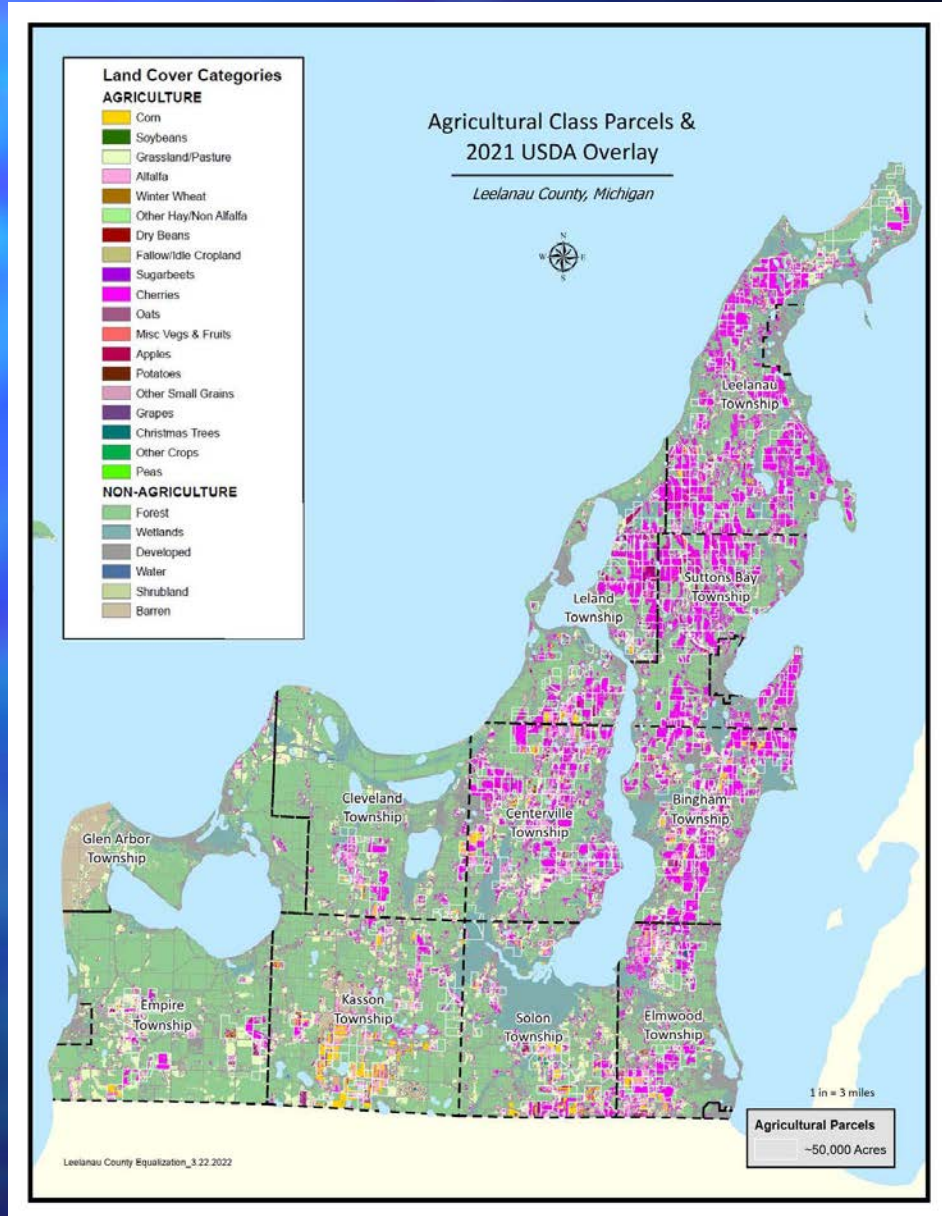 Land Cover Categories
AGRICULTURE
Corn
Soybeans
Grassland/Pasture
Alfalfa
Winter Wheat
Other Hay/Non Alfalfa
Dry Beans
Fallow/Idle Cropland
Sugarbeets
Cherries
Oats
Misc Vegs & Fruits
Apples
Potatoes
Other Small Grains
Grapes
Christmas Trees
Other Crops
Peas
NON-AGRICULTURE
Forest
Wetlands
Developed
Water
Shrubland
Barren
Agricultural Class Parcels &
2021 USDA Overlay
Leelanau County, Michigan
N
W E
S
Leelanau
Township
Suttons Bay
Township
Leland
Township
Cleveland
Township
Centerville
Township
Bingham
Township
Glen Arbor
Township
Empire
Township
Kasson
Township
Solon
Township
Elmwood
Township
1 in = 3 miles
Agricultural Parcels
~50,000 Acres
Leelanau County Equalization_3.22.2022